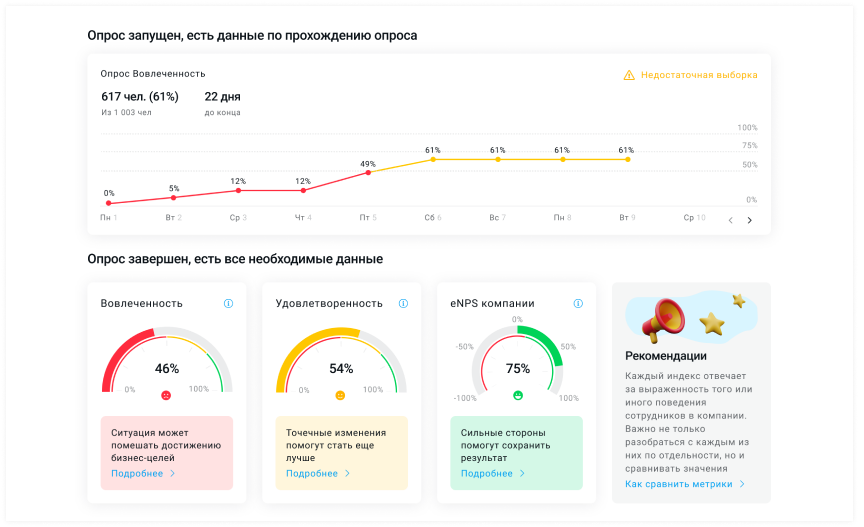 Опрос запущен, есть данные по прохождению опроса
Опрос Вовлеченность
Недостаточная выборка
617 чел. (61%)
22 дня
Из 1 003 чел
до конца
100%
75%
50%
0%
0%
5%
12%
12%
49%
61%
61%
61%
61%
Пн 1
Вт 2
Ср 3
Чт 4
Пт 5
Сб 6
Вс 7
Пн 8
Вт 9
Ср 10
Опрос завершен, есть все необходимые данные
Вовлеченность
46%
0%
100%
Ситуация может
помешать достижению
бизнес-целей
Подробнее
Удовлетворенность
54%
0%
100%
Точечные изменения
помогут стать еще
лучше
Подробнее
eNPS компании
0%
-50%
50%
75%
-100%
100%
Сильные стороны
помогут сохранить
результат
Подробнее
Рекомендации
Каждый индекс отвечает
за выраженность того или
иного поведения
сотрудников в компании.
Важно не только
разобраться с каждым из
них по отдельности, но и
сравнивать значения
Как сравнить метрики